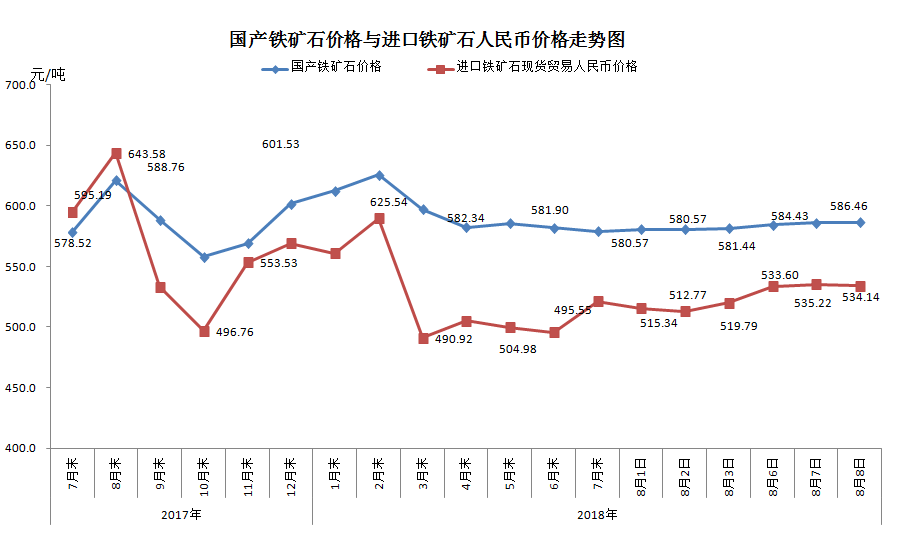 国产铁矿石价格与进口铁矿石人民币价格走势图
元/吨
国产铁矿石价格
进口铁矿石现货贸易人民币价格
700.0
650.0
600.0
550.0
500.0
450.0
400.0
578.52
595.19
643.58
588.76
496.76
553.53
601.53
625.54
490.92
582.34
504.98
581.90
495.55
580.57
515.34
580.57
512.77
581.44
519.79
584.43
533.60
535.22
586.46
534.14
7月末
8月末
9月末
10月末
11月末
12月末
1月末
2月末
3月末
4月末
5月末
6月末
7月末
8月1日
8月2日
8月3日
8月6日
8月7日
8月8日
2017年
2018年